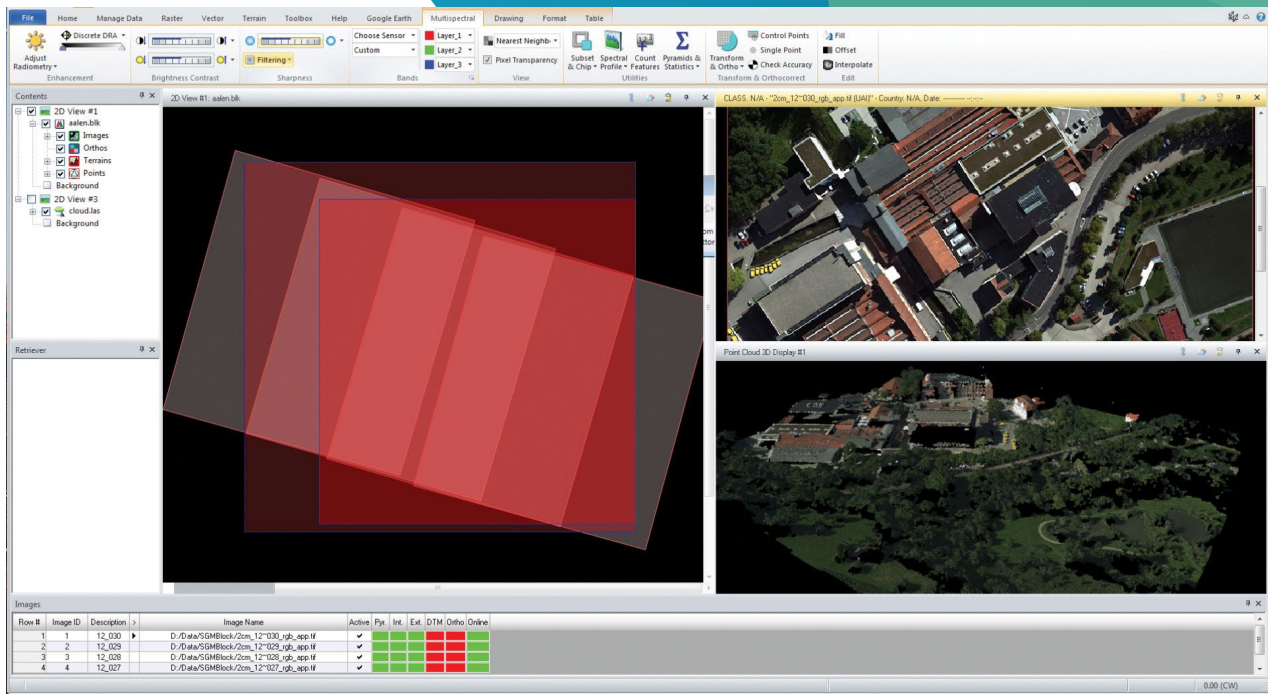 File Home Manage Data Raster Vector Terrain Toolbox Help Google Earth Multispectral Drawing Format Table
Discrete DRA
Adjust
Radiometry
Enhancement
Brightness Contrast
Filtering
Sharpness
Choose Sensor
Custom
Layer_1
Layer_2
Layer_3
Bands
Nearest Neighb
Pixel Transparency
View
Subset
& Chip
Spectral
Profile
Count
Features
Pyramids &
Statistics
Utilities
Transform
& Ortho
Control Points
Single Point
Check Accuracy
Transform & Orthocorrect
Fill
Offset
Interpolate
Edit
Contents
2D View #1
aalen.blk
Images
Orthos
Terrains
Points
Background
2D View #3
cloud.las
Background
Retriever
2D View #1: aalen.blk
CLASS. N/A - "2cm_12~030_rgb_app.tif (UAI)" - Country: N/A, Date:
Point Cloud 3D Display #1
Images
Row # Image ID Description > Image Name Active Pyr. Int. Ext. DTM Ortho Online
1 1 12_030 D:/Data/SGMBlock/2cm_12~030_rgb_app.tif
2 2 12_029 D:/Data/SGMBlock/2cm_12~029_rgb_app.tif
3 3 12_028 D:/Data/SGMBlock/2cm_12~028_rgb_app.tif
4 4 12_027 D:/Data/SGMBlock/2cm_12~027_rgb_app.tif
0.00 (CW)